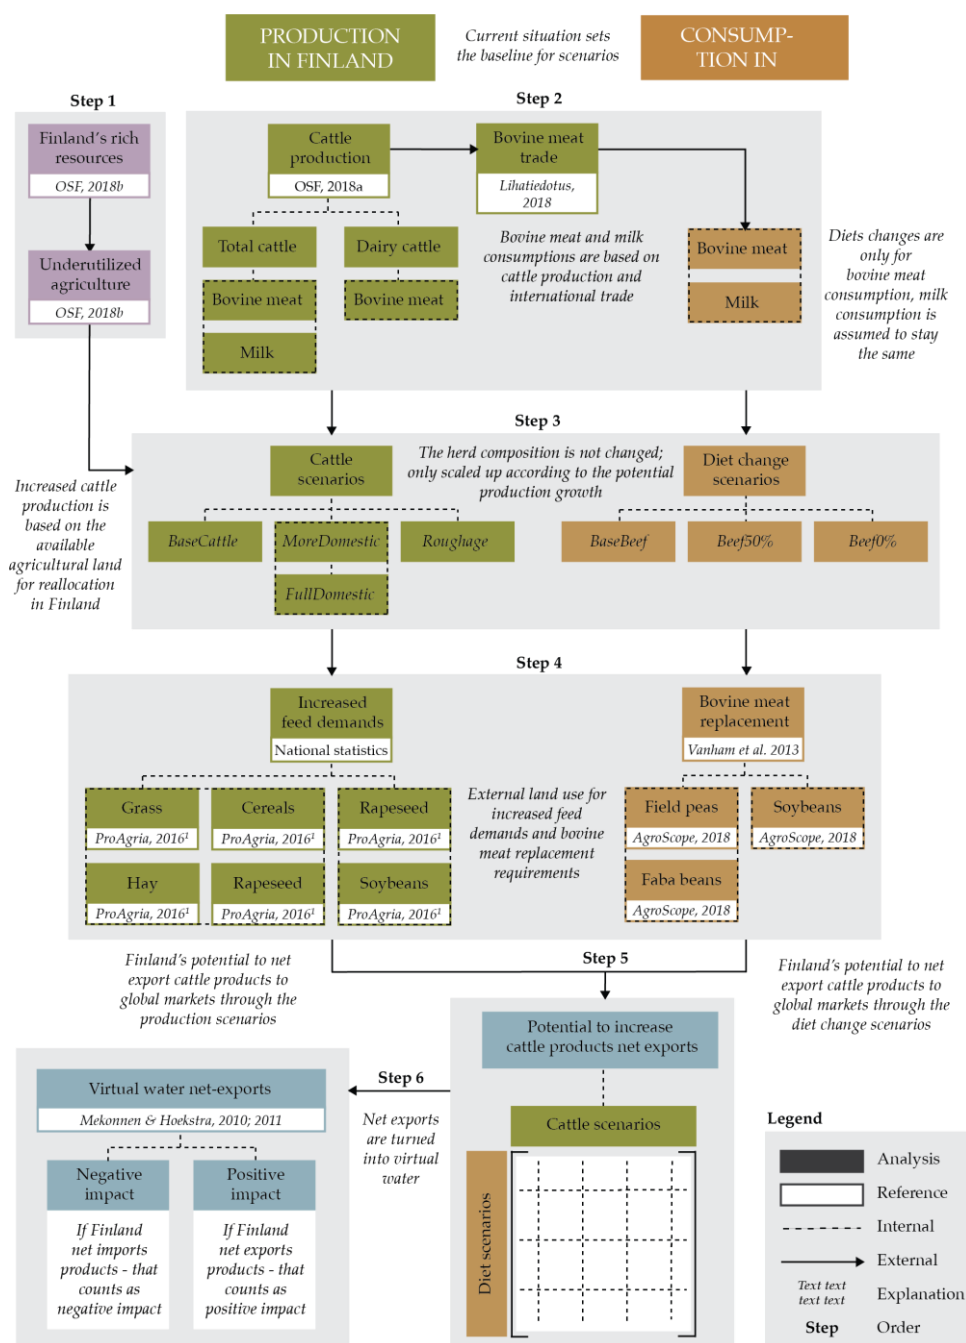 PRODUCTION
IN FINLAND
Current situation sets
the baseline for scenarios
CONSUMP-
TION IN
Step 1
Finland's rich
resources
OSF, 2018b
Underutilized
agriculture
OSF, 2018b
Step 2
Cattle
production
OSF, 2018a
Bovine meat
trade
Lihatiedotus,
2018
Total cattle
Dairy cattle
Bovine meat
Milk
Bovine meat
Bovine meat and milk
consumptions are based on
cattle production and
international trade
Bovine meat
Milk
Diets changes are
only for
bovine meat
consumption, milk
consumption is
assumed to stay
the same
Step 3
Increased cattle
production is
based on the
available
agricultural land
for reallocation
in Finland
Cattle
scenarios
The herd composition is not changed;
only scaled up according to the potential
production growth
Diet change
scenarios
BaseCattle
MoreDomestic
FullDomestic
Roughage
BaseBeef
Beef50%
Beef0%
Step 4
Increased
feed demands
National statistics
Bovine meat
replacement
Vanham et al. 2013
Grass
ProAgria, 2016¹
Cereals
ProAgria, 2016¹
Rapeseed
ProAgria, 2016¹
Hay
ProAgria, 2016¹
Rapeseed
ProAgria, 2016¹
Soybeans
ProAgria, 2016¹
External land use for
increased feed
demands and bovine
meat replacement
requirements
Field peas
AgroScope, 2018
Soybeans
AgroScope, 2018
Faba beans
AgroScope, 2018
Step 5
Finland's potential to net
export cattle products to
global markets through the
production scenarios
Finland's potential to net
export cattle products to
global markets through the
diet change scenarios
Potential to increase
cattle products net exports
Cattle scenarios
Diet scenarios
Step 6
Net exports
are turned
into virtual
water
Virtual water net-exports
Mekonnen & Hoekstra, 2010; 2011
Negative
impact
If Finland
net imports
products - that
counts as
negative impact
Positive
impact
If Finland
net exports
products - that
counts as
positive impact
Legend
Analysis
Reference
Internal
External
Text text
text text
Explanation
Step
Order